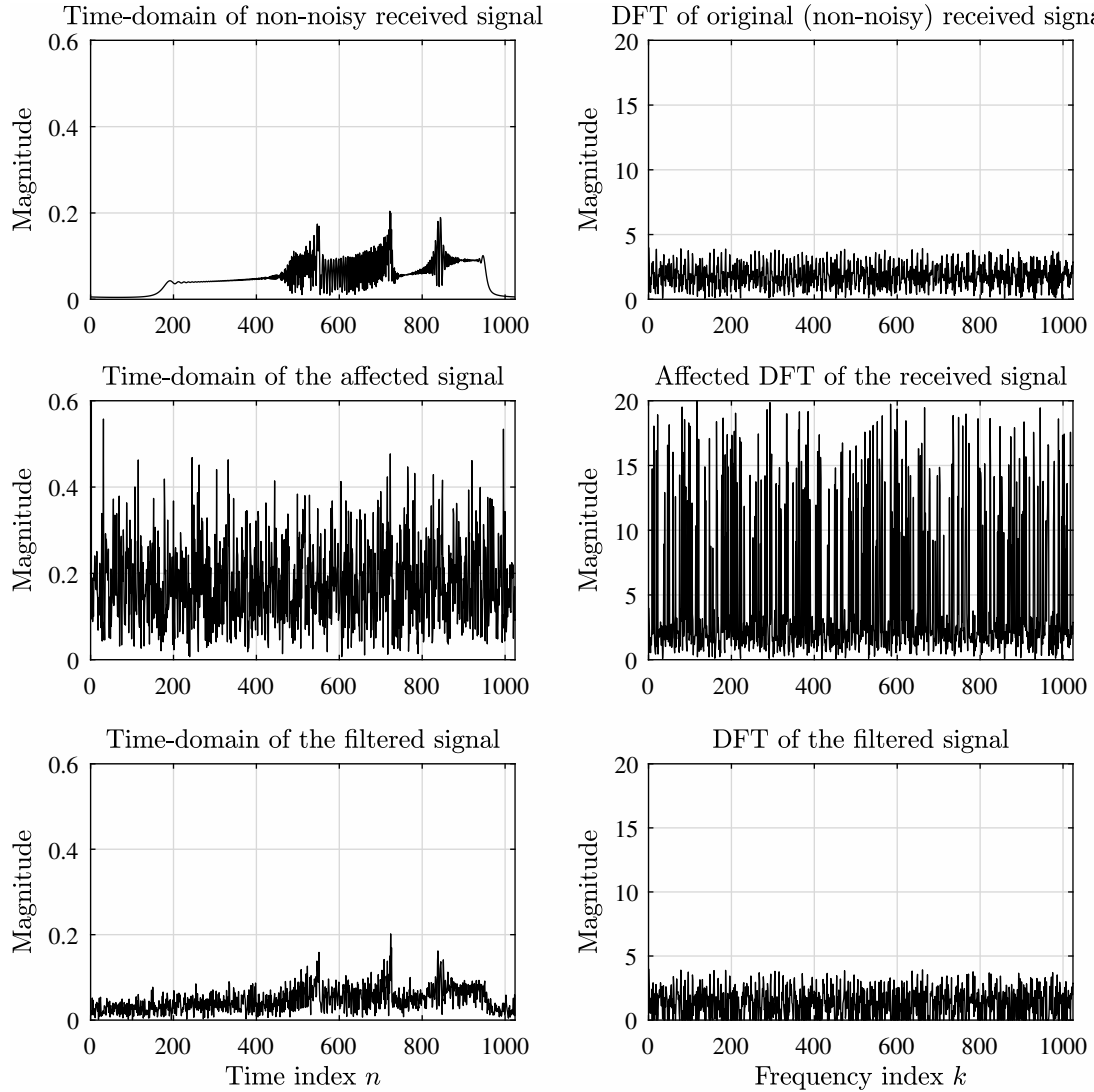 Time-domain of non-noisy received signal
0.6
0.4
0.2
0
Magnitude
0 200 400 600 800 1000
DFT of original (non-noisy) received
20
15
10
5
0
Magnitude
0 200 400 600 800 1000
Time-domain of the affected signal
0.6
0.4
0.2
0
Magnitude
0 200 400 600 800 1000
Affected DFT of the received signal
20
15
10
5
0
Magnitude
0 200 400 600 800 1000
Time-domain of the filtered signal
0.6
0.4
0.2
0
Magnitude
0 200 400 600 800 1000
Time index n
DFT of the filtered signal
20
15
10
5
0
Magnitude
0 200 400 600 800 1000
Frequency index k